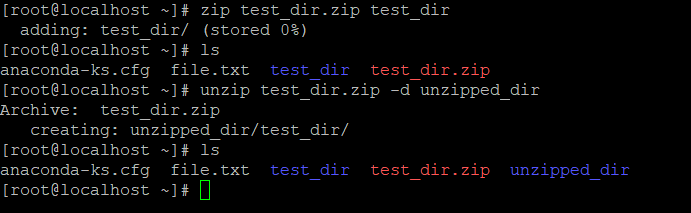 [root@localhost ~]# zip test_dir.zip test_dir
  adding: test_dir/ (stored 0%)
[root@localhost ~]# ls
anaconda-ks.cfg  file.txt  test_dir  test_dir.zip
[root@localhost ~]# unzip test_dir.zip -d unzipped_dir
Archive:  test_dir.zip
   creating: unzipped_dir/test_dir/
[root@localhost ~]# ls
anaconda-ks.cfg  file.txt  test_dir  test_dir.zip  unzipped_dir
[root@localhost ~]#